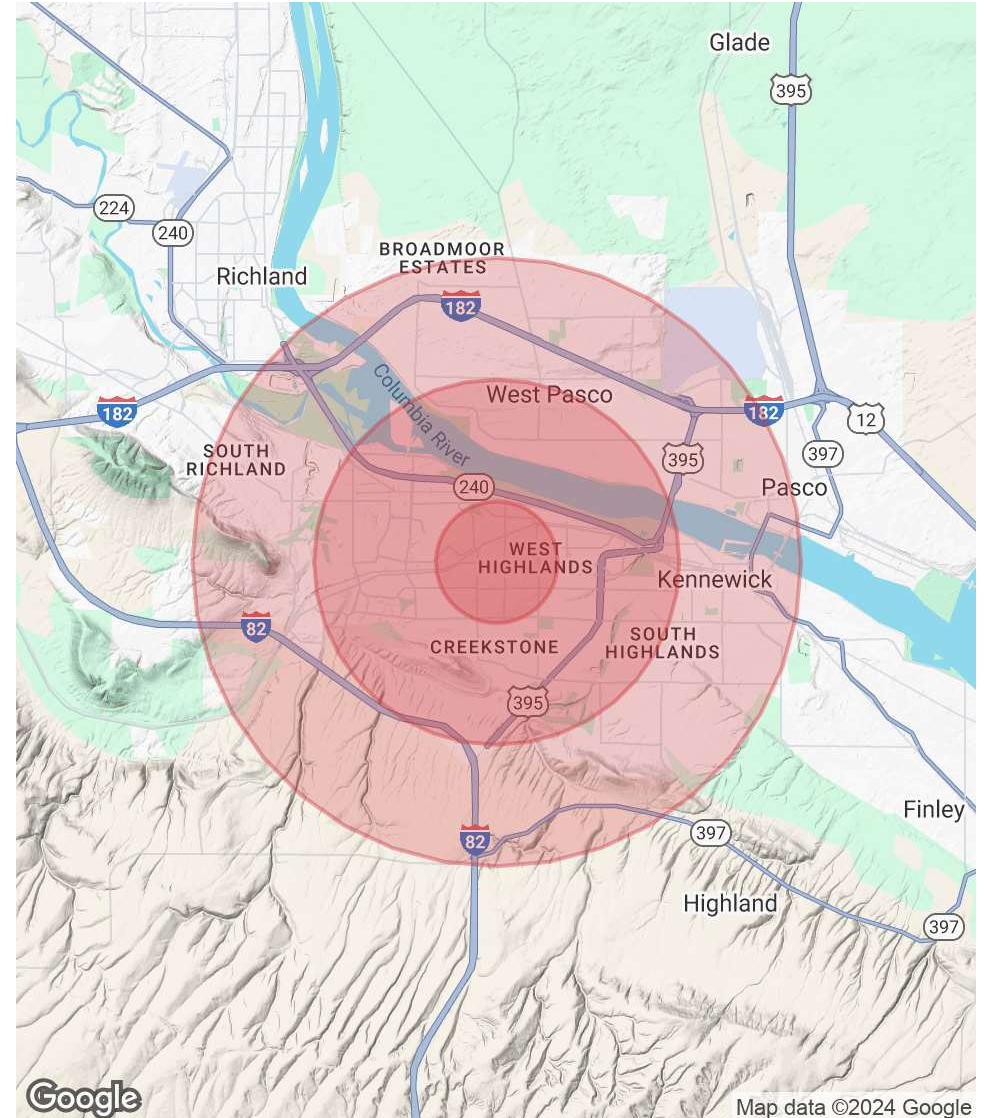 Glade
395
224
240
BROADMOOR
ESTATES
Richland
182
Columbia River
West Pasco
182
182
12
SOUTH
RICHLAND
395
397
240
Pasco
WEST
HIGHLANDS
Kennewick
82
CREEKSTONE
SOUTH
HIGHLANDS
395
Finley
82
397
Highland
397
Google
Map data ©2024 Google